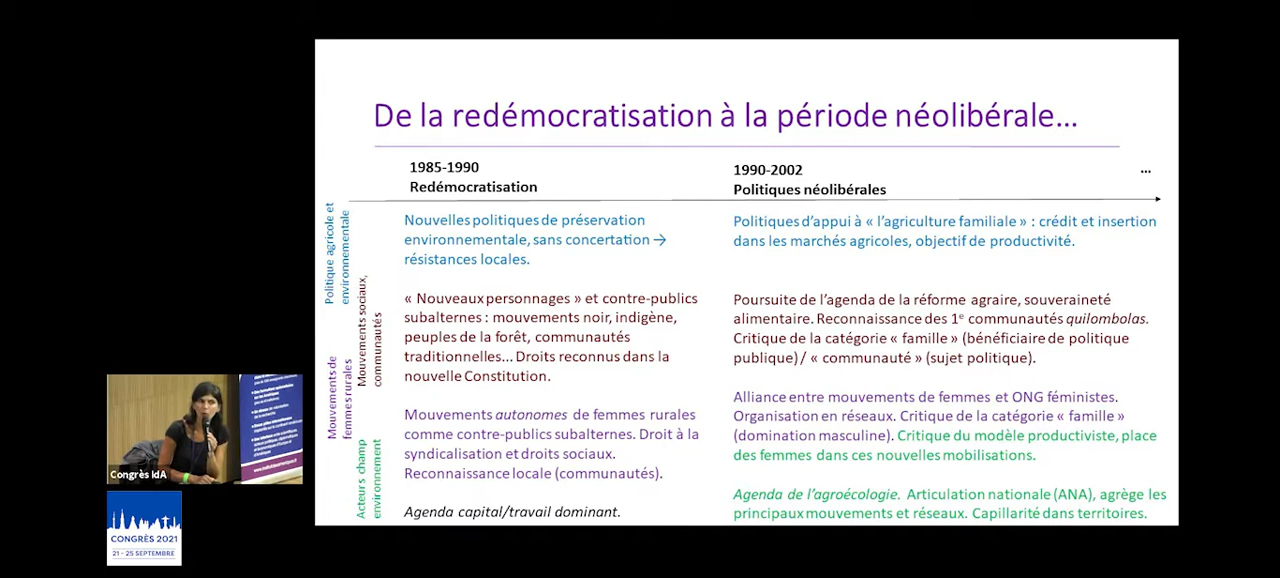 De la redémocratisation à la période néolibérale...
1985-1990
Redémocratisation
1990-2002
Politiques néolibérales
...
Politique agricole et
environnementale
Nouvelles politiques de préservation
environnementale, sans concertation →
résistances locales.
Politiques d'appui à « l'agriculture familiale » : crédit et insertion
dans les marchés agricoles, objectif de productivité.
Mouvements sociaux,
communautés
« Nouveaux personnages » et contre-publics
subalternes : mouvements noir, indigène,
peuples de la forêt, communautés
traditionnelles... Droits reconnus dans la
nouvelle Constitution.
Poursuite de l'agenda de la réforme agraire, souveraineté
alimentaire. Reconnaissance des 1e communautés quilombolas.
Critique de la catégorie « famille » (bénéficiaire de politique
publique) / « communauté » (sujet politique).
Mouvements de
femmes rurales
Mouvements autonomes de femmes rurales
comme contre-publics subalternes. Droit à la
syndicalisation et droits sociaux.
Reconnaissance locale (communautés).
Alliance entre mouvements de femmes et ONG féministes.
Organisation en réseaux. Critique de la catégorie « famille »
(domination masculine). Critique du modèle productiviste, place
des femmes dans ces nouvelles mobilisations.
Acteurs champ
environnement
Agenda capital/travail dominant.
Agenda de l'agroécologie. Articulation nationale (ANA), agrège les
principaux mouvements et réseaux. Capillarité dans territoires.
Congrès IdA
CONGRÈS 2021
21 - 25 SEPTEMBRE